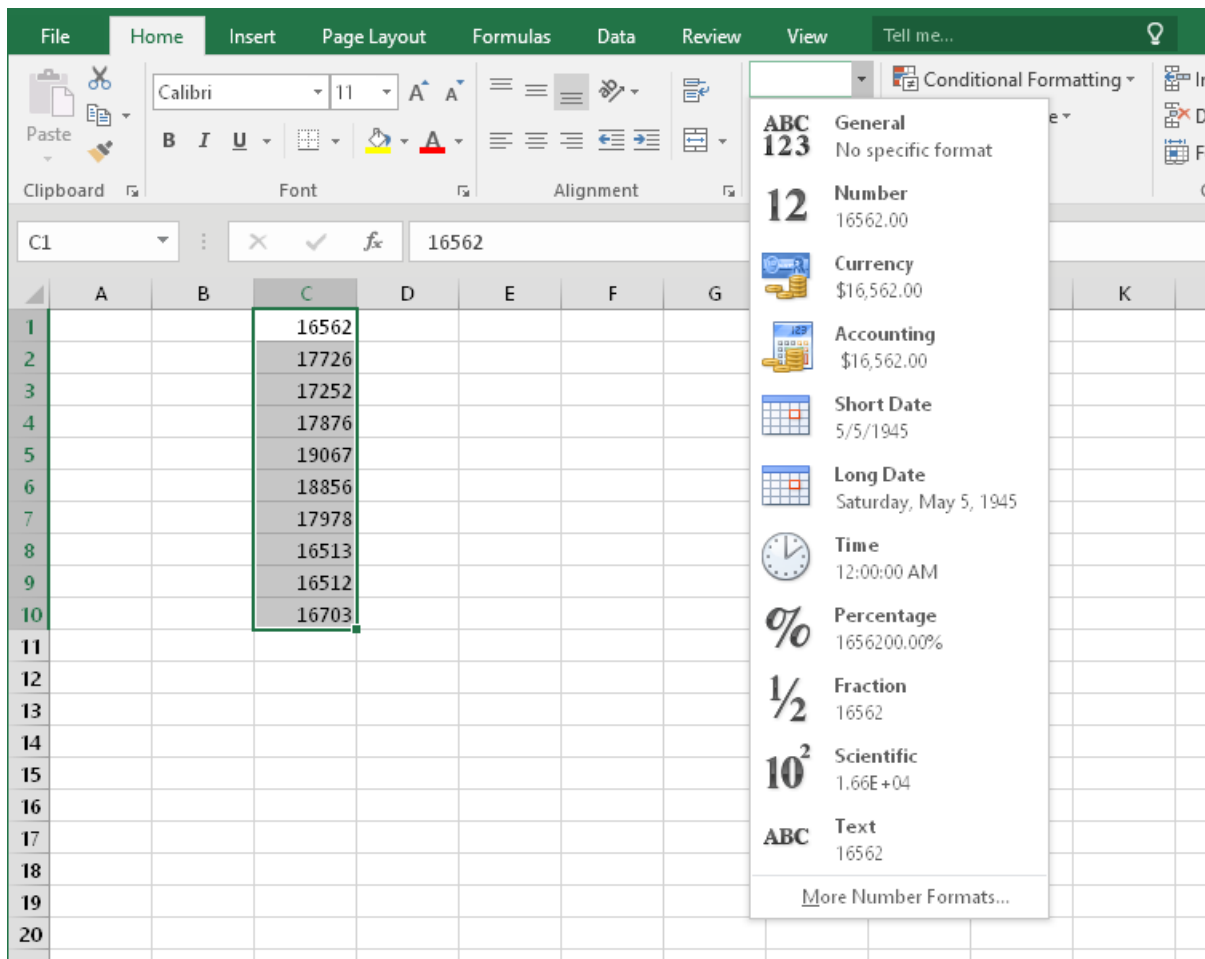 File Home Insert Page Layout Formulas Data Review View Tell me...
Calibri 11 A A Conditional Formatting
Paste
B I U A
Clipboard Font Alignment
C1 fx 16562
A B C D E F G K
1 16562
2 17726
3 17252
4 17876
5 19067
6 18856
7 17978
8 16513
9 16512
10 16703
11
12
13
14
15
16
17
18
19
20
ABC
123
General
No specific format
12
Number
16562.00
Currency
$16,562.00
123
Accounting
$16,562.00
Short Date
5/5/1945
Long Date
Saturday, May 5, 1945
Time
12:00:00 AM
%
Percentage
1656200.00%
1/2
Fraction
16562
10²
Scientific
1.66E+04
ABC
Text
16562
More Number Formats...